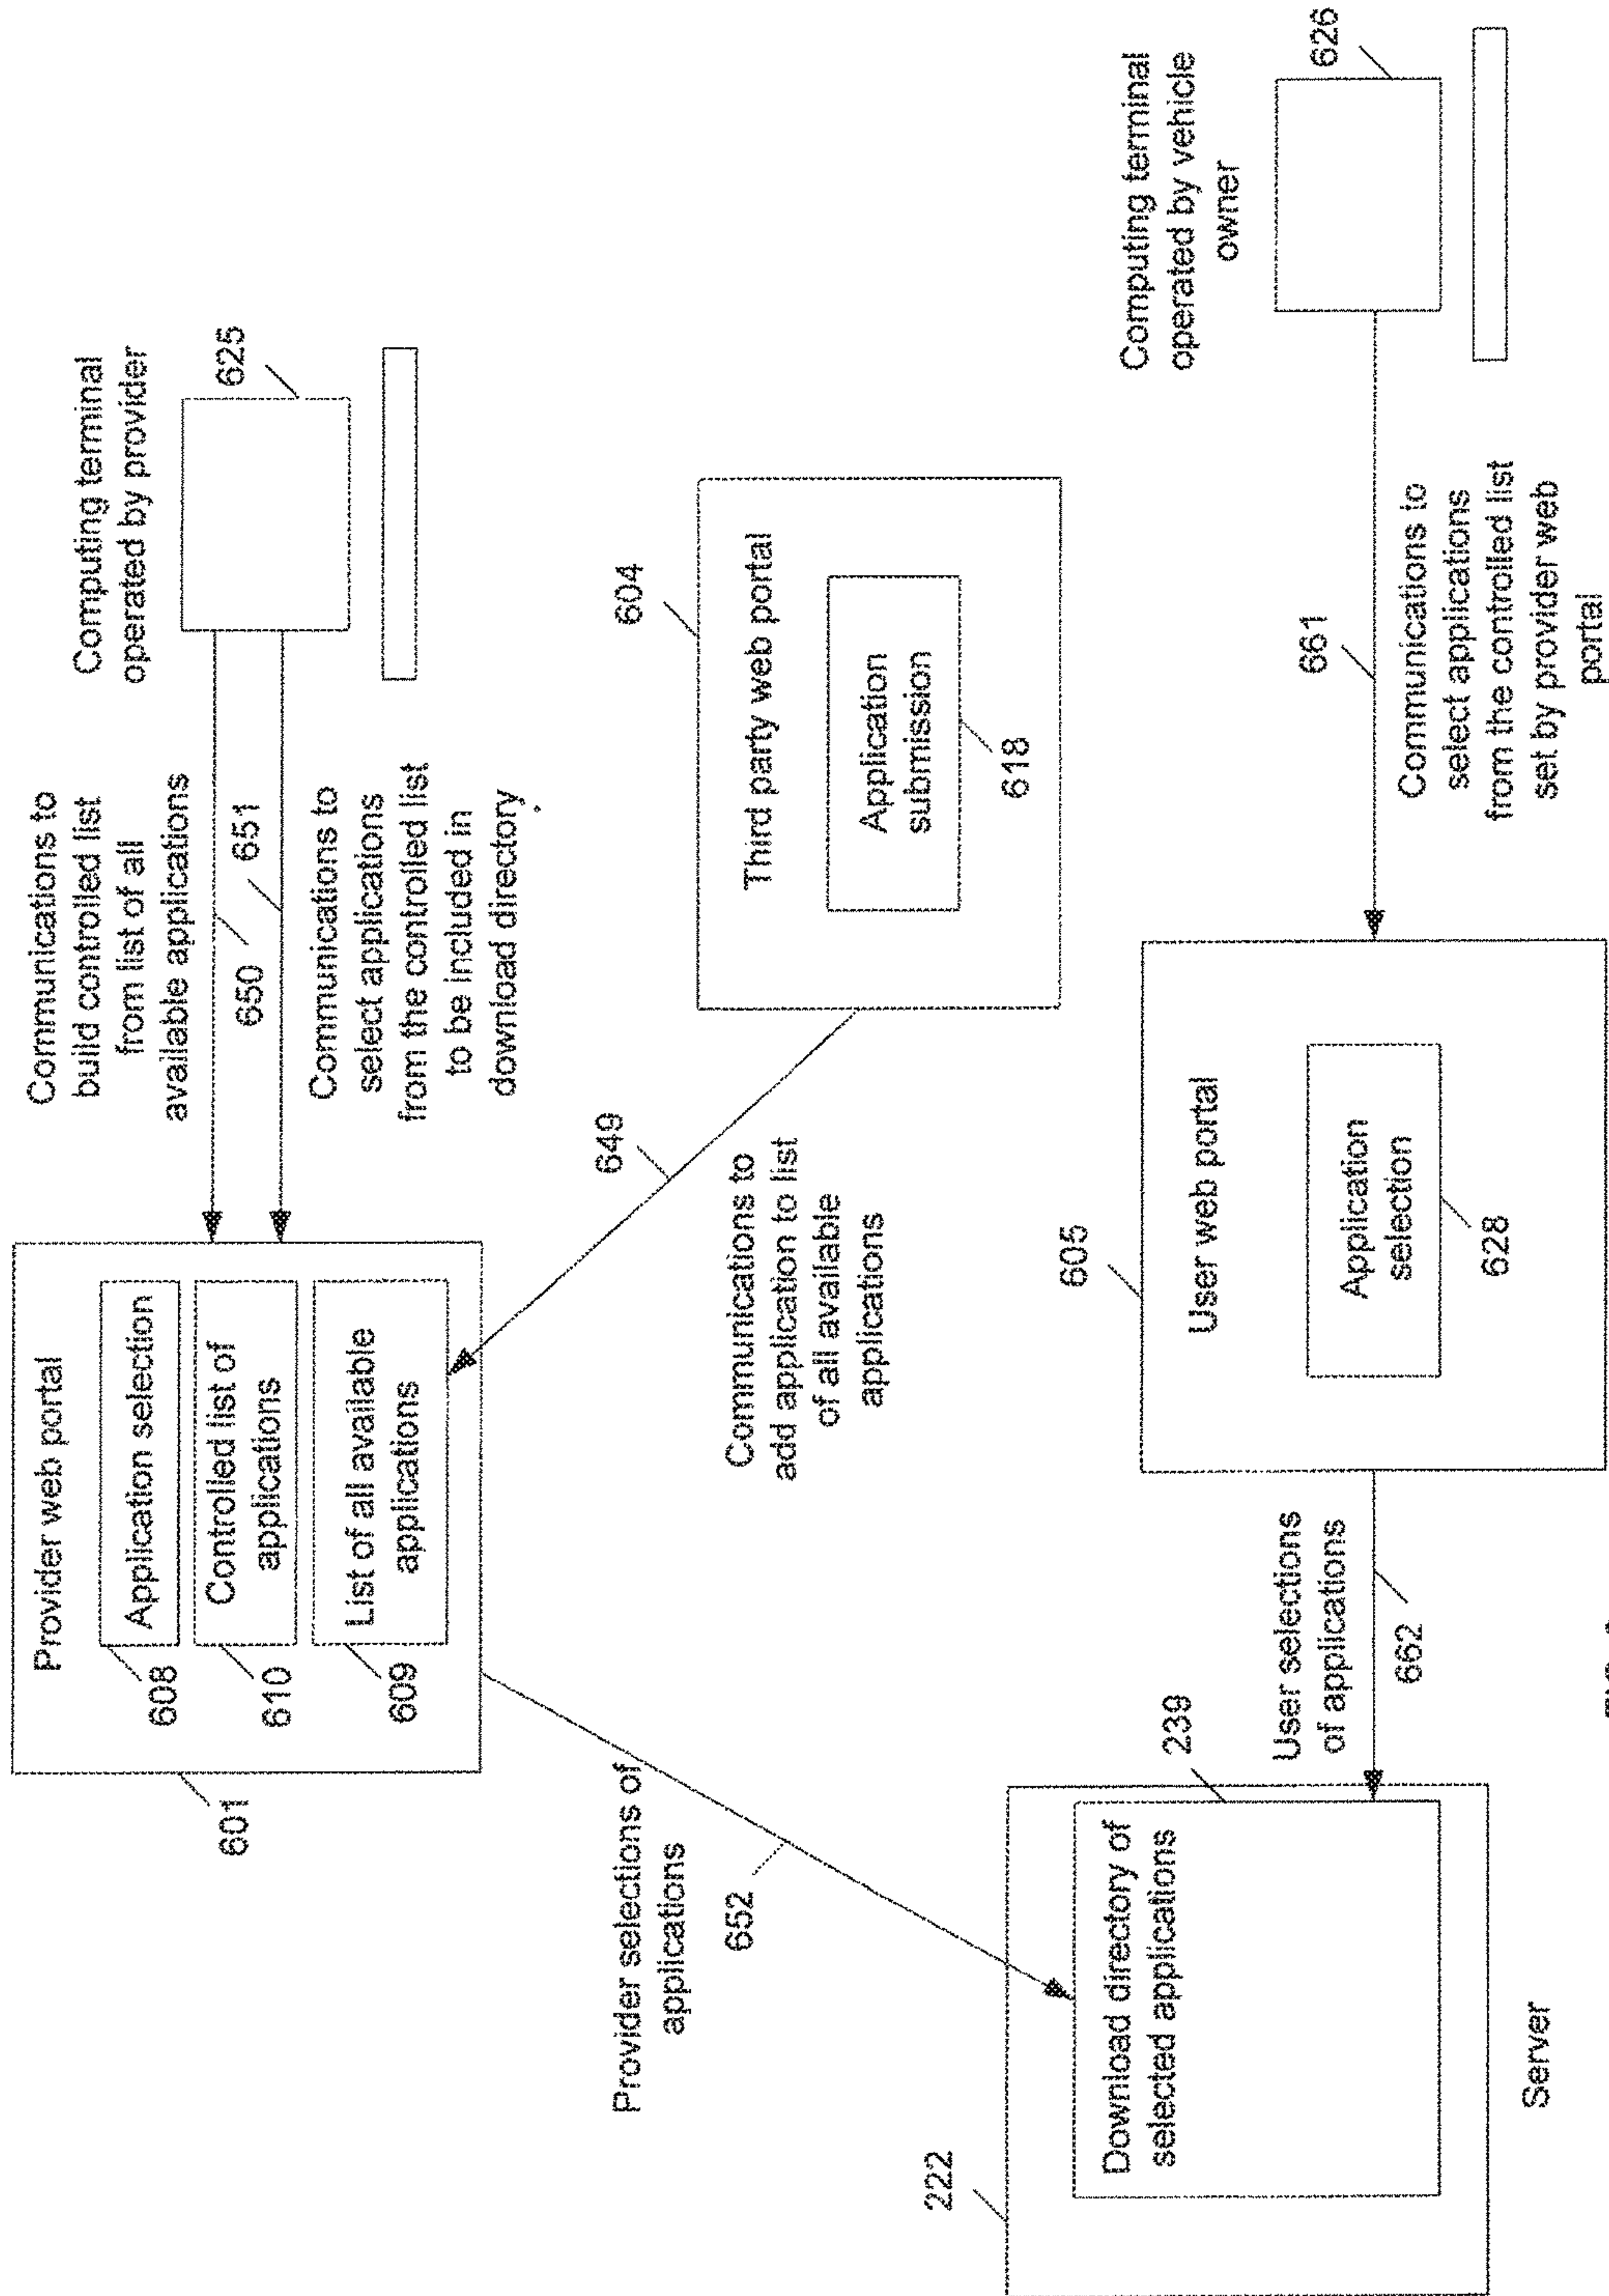 Computing terminal
operated by provider
625
Communications to
build controlled list
from list of all
available applications
650
651
Communications to
select applications
from the controlled list
to be included in
download directory
Provider web portal
Application selection
Controlled list of
applications
List of all available
applications
608
610
609
601
604
Third party web portal
Application
submission
618
649
Communications to
add application to list
of all available
applications
Provider selections of
applications
652
Computing terminal
operated by vehicle
owner
626
661
Communications to
select applications
from the controlled list
set by provider web
portal
605
User web portal
Application
selection
628
User selections
of applications
662
239
222
Download directory of
selected applications
Server